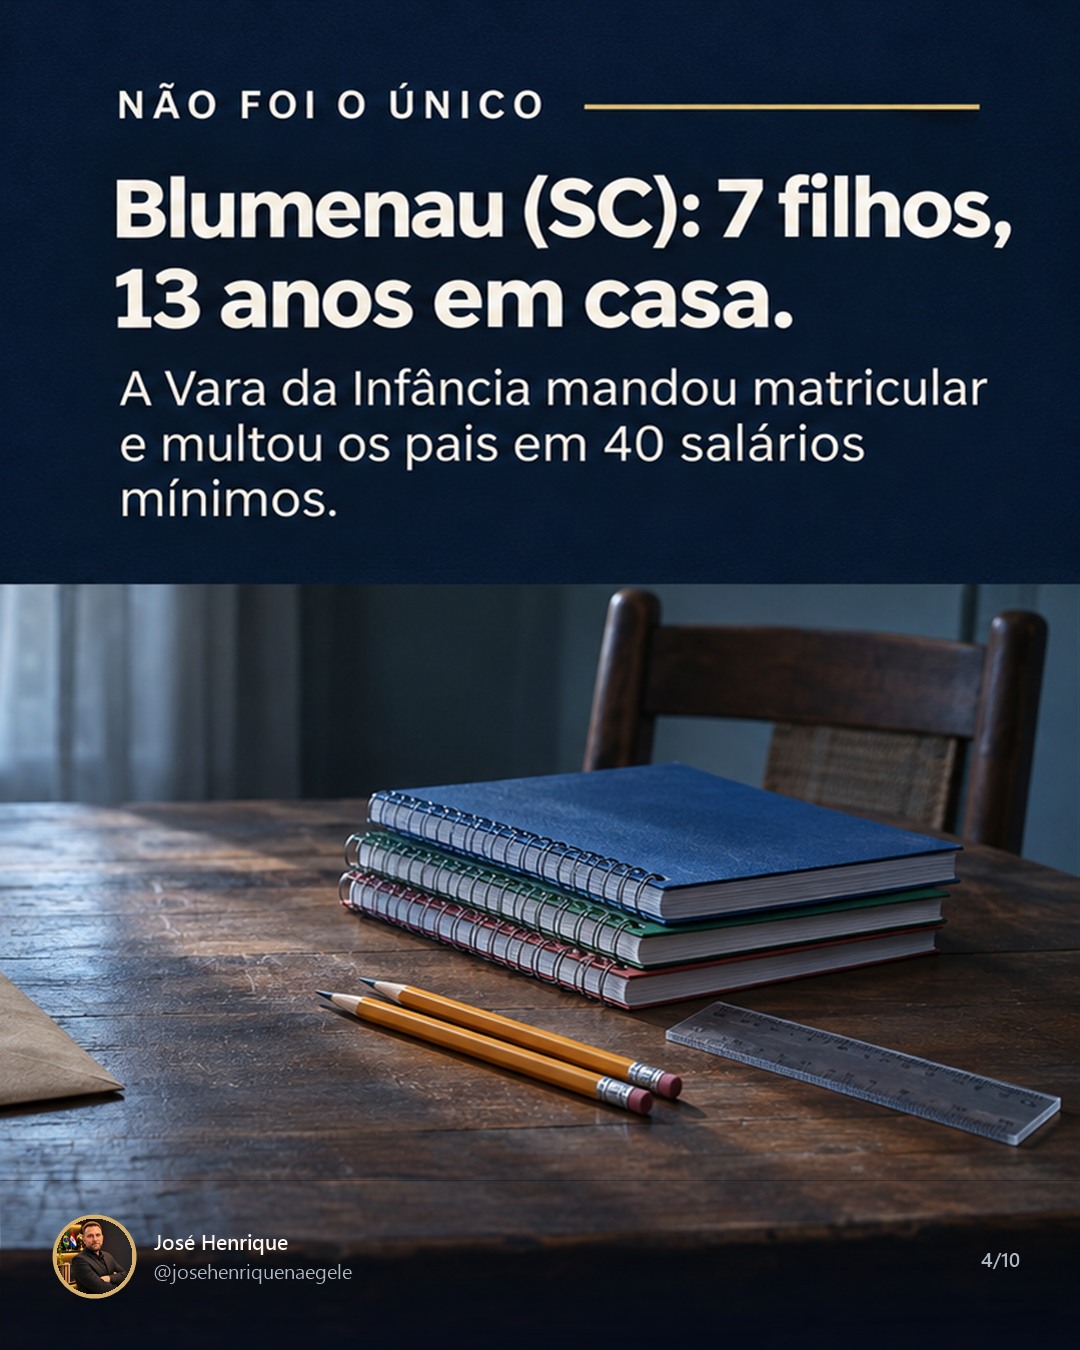 NÃO FOI O ÚNICO
Blumenau (SC): 7 filhos,
13 anos em casa.
A Vara da Infância mandou matricular
e multou os pais em 40 salários
mínimos.
José Henrique
@josehenriquenaegele
4/10